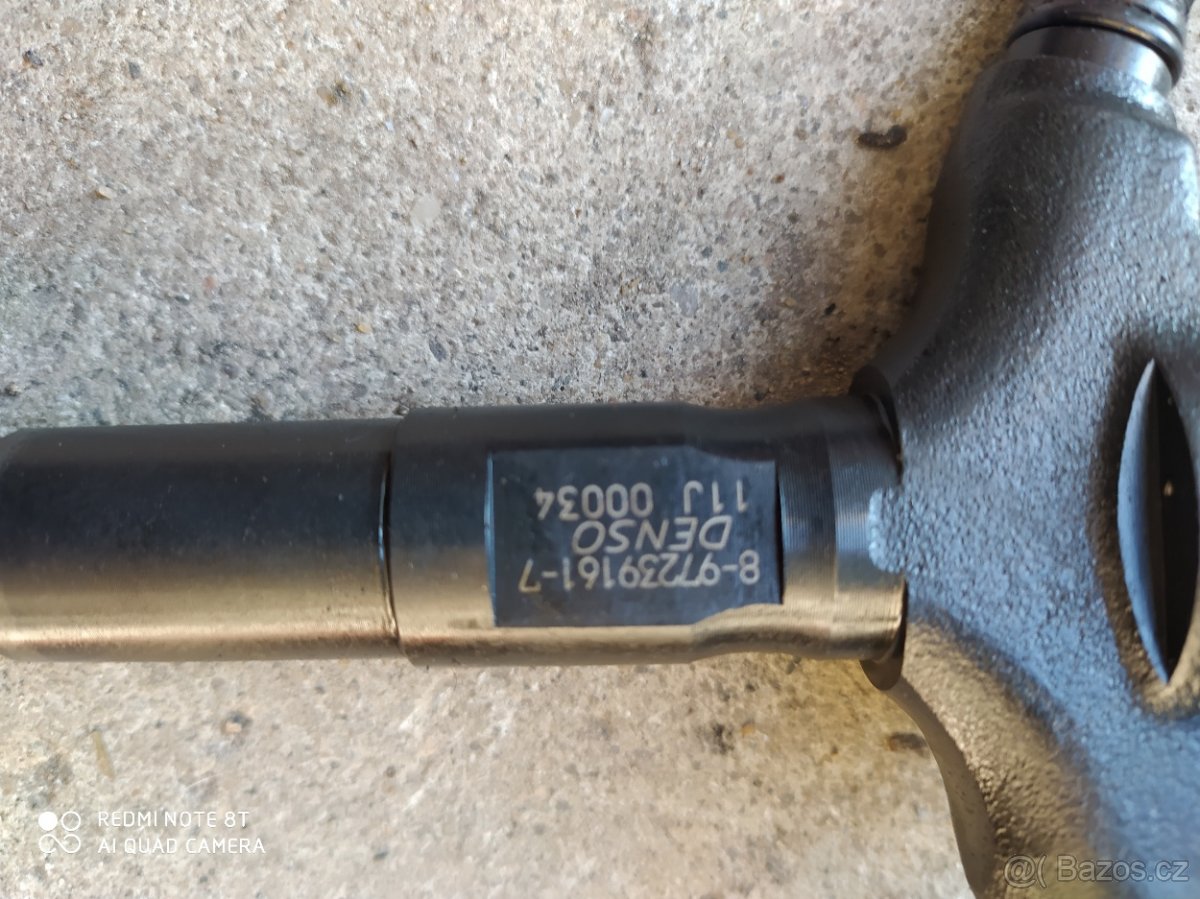 8-97239161-7
DENSO
11J 00034
REDMI NOTE 8T
AI QUAD CAMERA
@( Bazos.cz